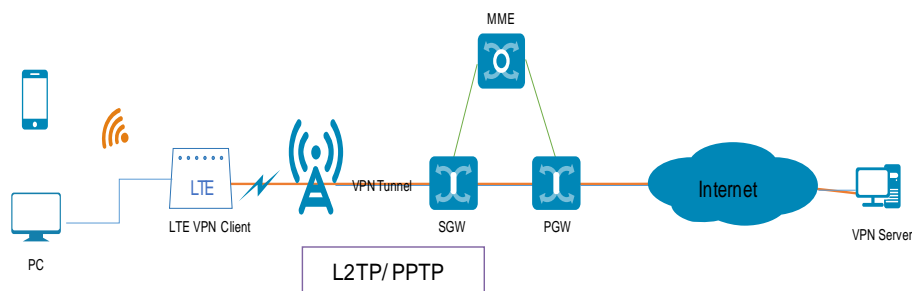 MME
LTE
VPN Tunnel
Internet
LTE VPN Client
SGW
PGW
VPN Server
PC
L2TP/ PPTP